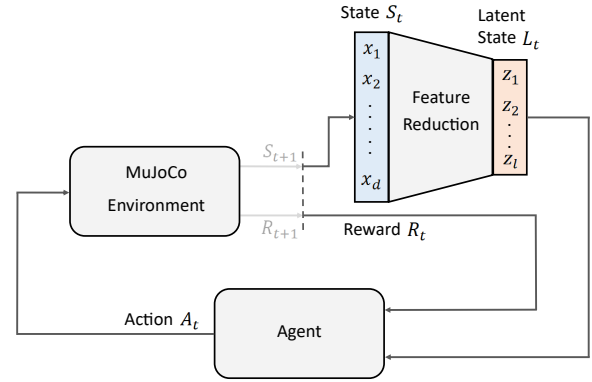 State S_t
Latent
State L_t
x_1
x_2
.
.
.
.
.
x_d
Feature
Reduction
z_1
z_2
.
.
.
z_l
MuJoCo
Environment
S_{t+1}
R_{t+1}
Reward R_t
Action A_t
Agent